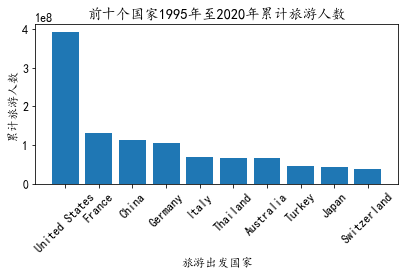 前十个国家1995年至2020年累计旅游人数
1e8
4
3
2
1
0
累计旅游人数
United States
France
China
Germany
Italy
Thailand
Australia
Turkey
Japan
Switzerland
旅游出发国家